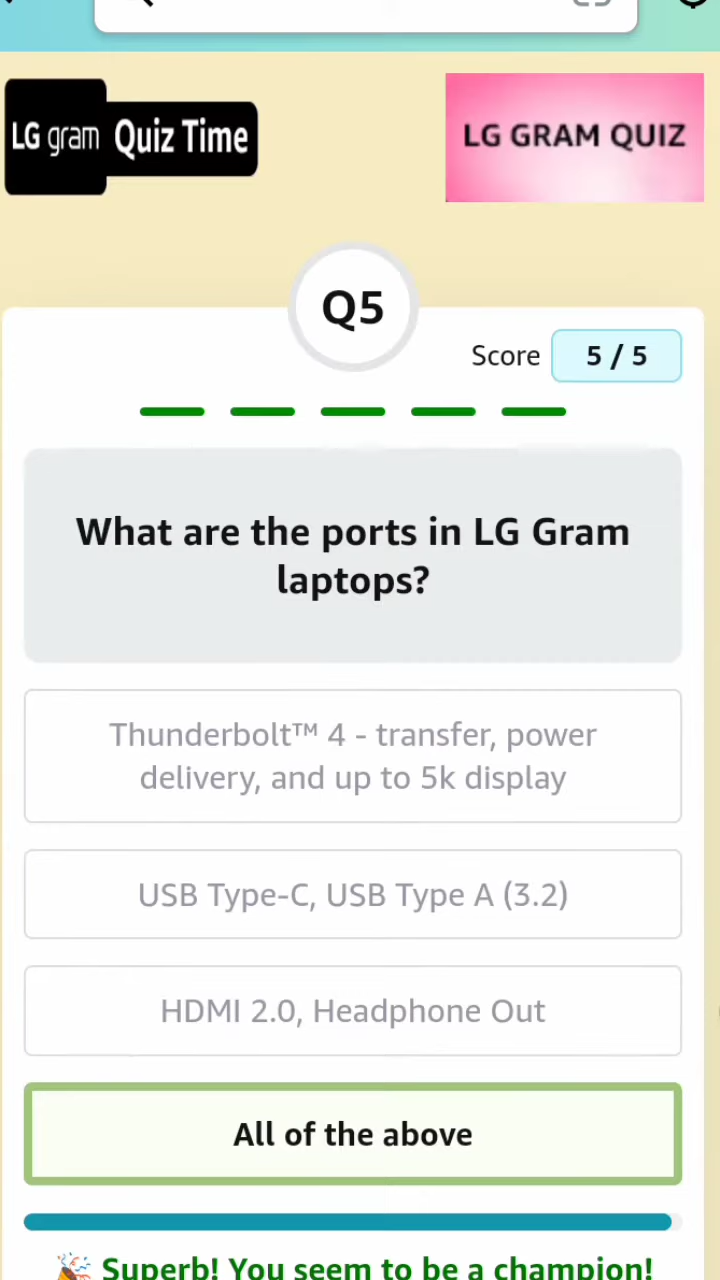 LG gram Quiz Time
LG GRAM QUIZ
Q5
Score 5 / 5
What are the ports in LG Gram
laptops?
Thunderbolt™ 4 - transfer, power
delivery, and up to 5k display
USB Type-C, USB Type A (3.2)
HDMI 2.0, Headphone Out
All of the above
🎉 Superb! You seem to be a champion!